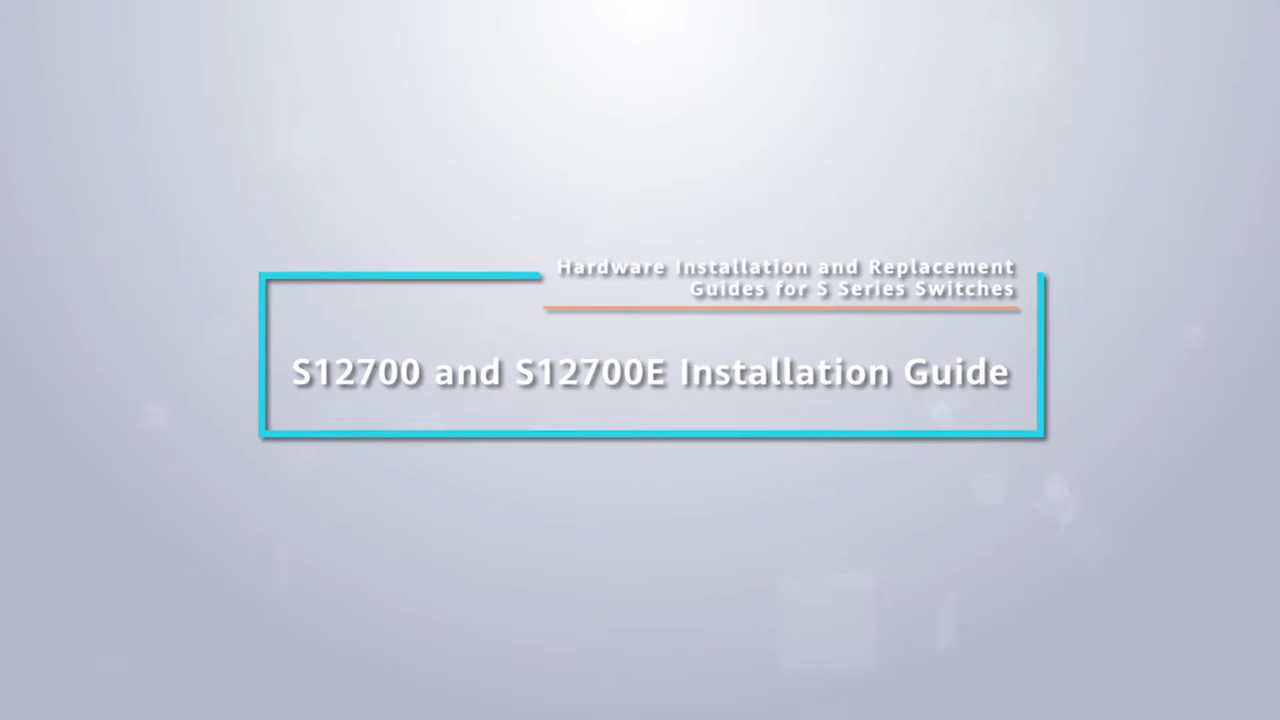 Hardware Installation and Replacement
Guides for S Series Switches
S12700 and S12700E Installation Guide